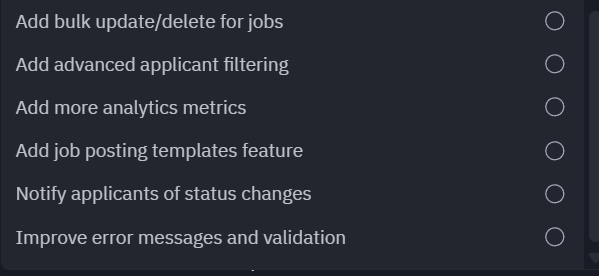 Add bulk update/delete for jobs
Add advanced applicant filtering
Add more analytics metrics
Add job posting templates feature
Notify applicants of status changes
Improve error messages and validation